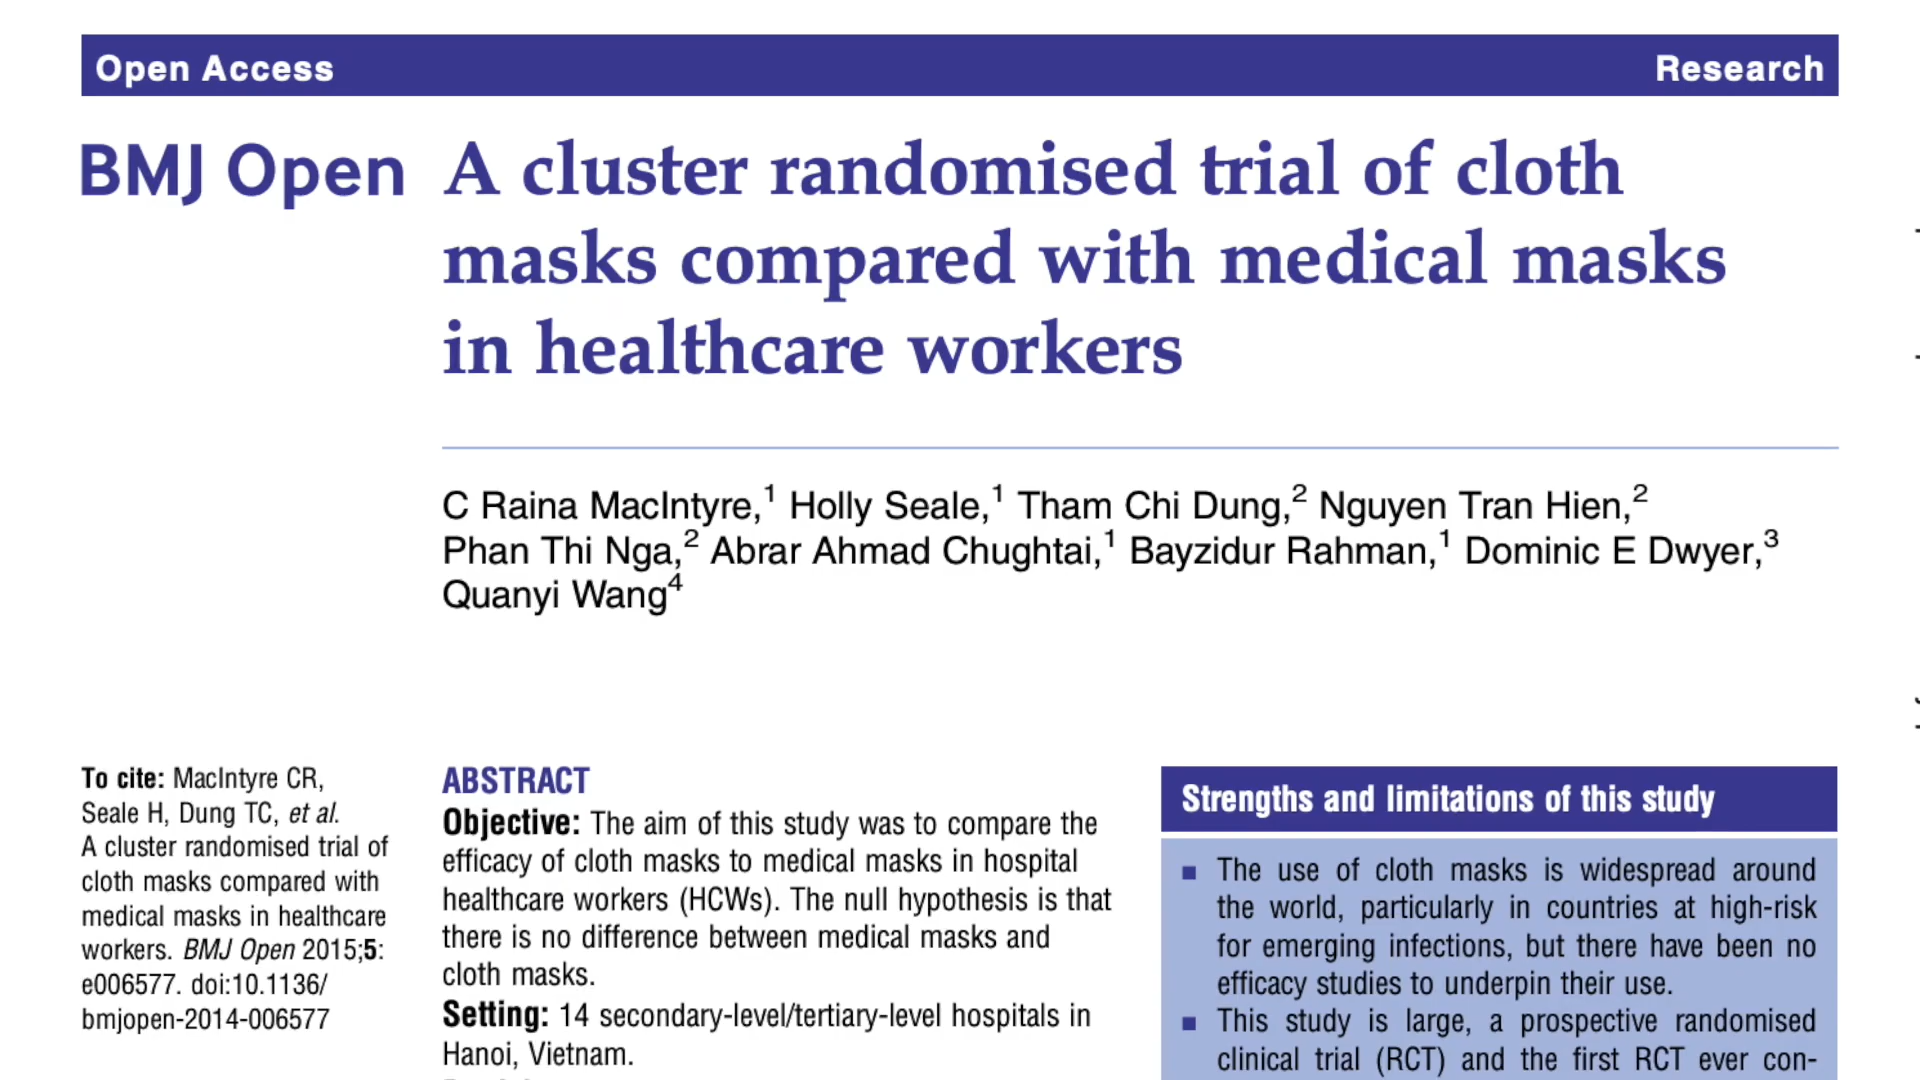 Open Access
Research
BMJ Open
A cluster randomised trial of cloth
masks compared with medical masks
in healthcare workers
C Raina MacIntyre,1 Holly Seale,1 Tham Chi Dung,2 Nguyen Tran Hien,2
Phan Thi Nga,2 Abrar Ahmad Chughtai,1 Bayzidur Rahman,1 Dominic E Dwyer,3
Quanyi Wang4
To cite: MacIntyre CR,
Seale H, Dung TC, et al.
A cluster randomised trial of
cloth masks compared with
medical masks in healthcare
workers. BMJ Open 2015;5:
e006577. doi:10.1136/
bmjopen-2014-006577
ABSTRACT
Objective: The aim of this study was to compare the
efficacy of cloth masks to medical masks in hospital
healthcare workers (HCWs). The null hypothesis is that
there is no difference between medical masks and
cloth masks.
Setting: 14 secondary-level/tertiary-level hospitals in
Hanoi, Vietnam.
Strengths and limitations of this study
▪ The use of cloth masks is widespread around
the world, particularly in countries at high-risk
for emerging infections, but there have been no
efficacy studies to underpin their use.
▪ This study is large, a prospective randomised
clinical trial (RCT) and the first RCT ever con-